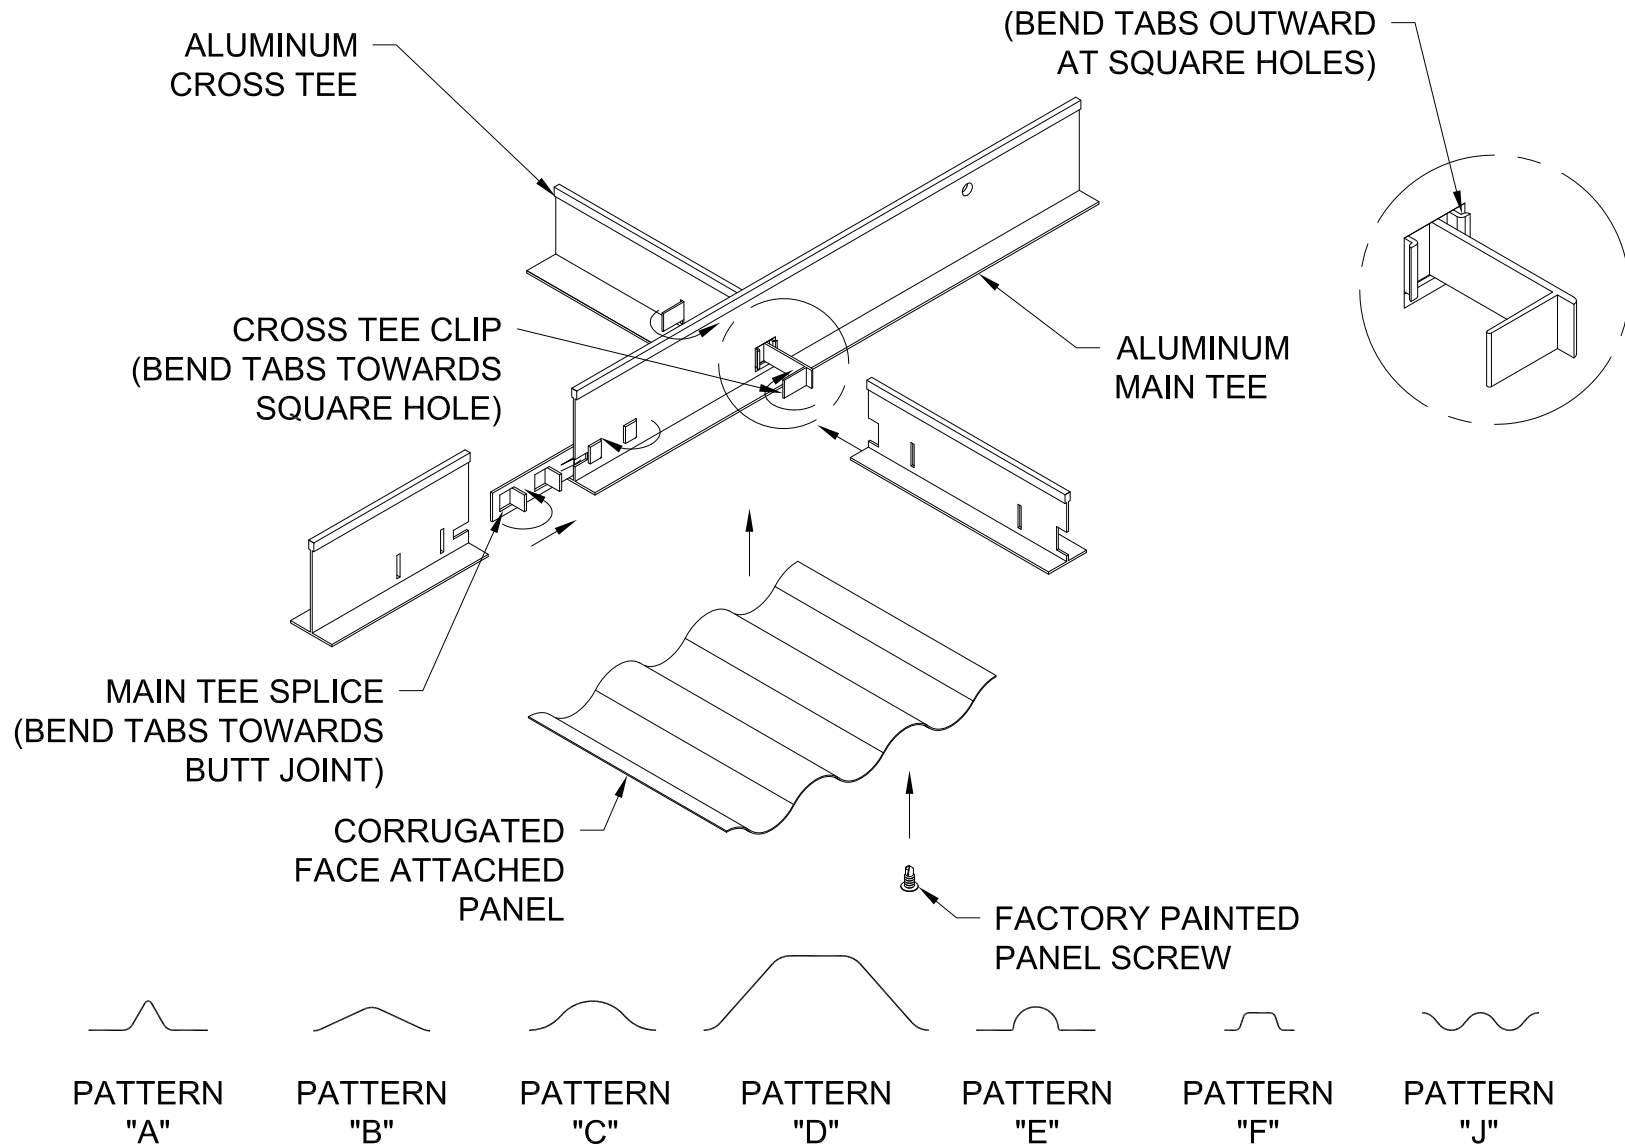 ALUMINUM
CROSS TEE
(BEND TABS OUTWARD
AT SQUARE HOLES)
CROSS TEE CLIP
(BEND TABS TOWARDS
SQUARE HOLE)
ALUMINUM
MAIN TEE
MAIN TEE SPLICE
(BEND TABS TOWARDS
BUTT JOINT)
CORRUGATED
FACE ATTACHED
PANEL
FACTORY PAINTED
PANEL SCREW
PATTERN
"A"
PATTERN
"B"
PATTERN
"C"
PATTERN
"D"
PATTERN
"E"
PATTERN
"F"
PATTERN
"J"